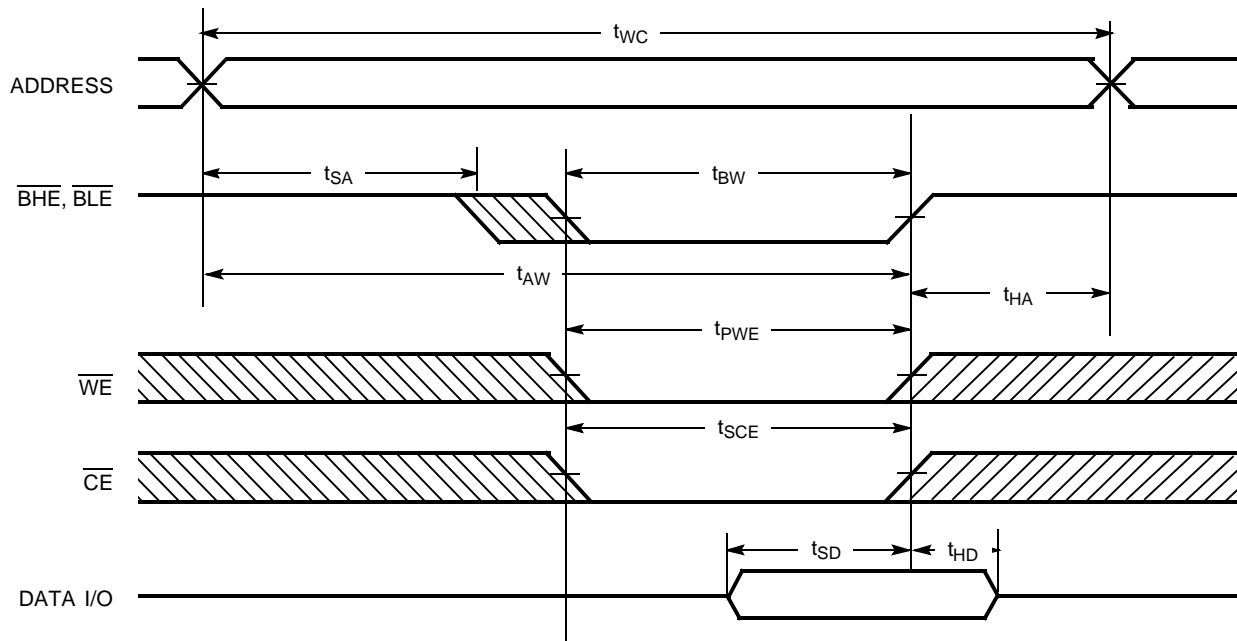 tWC
ADDRESS
tSA
tBW
BHE, BLE
tAW
tHA
tPWE
WE
tSCE
CE
tSD
tHD
DATA I/O